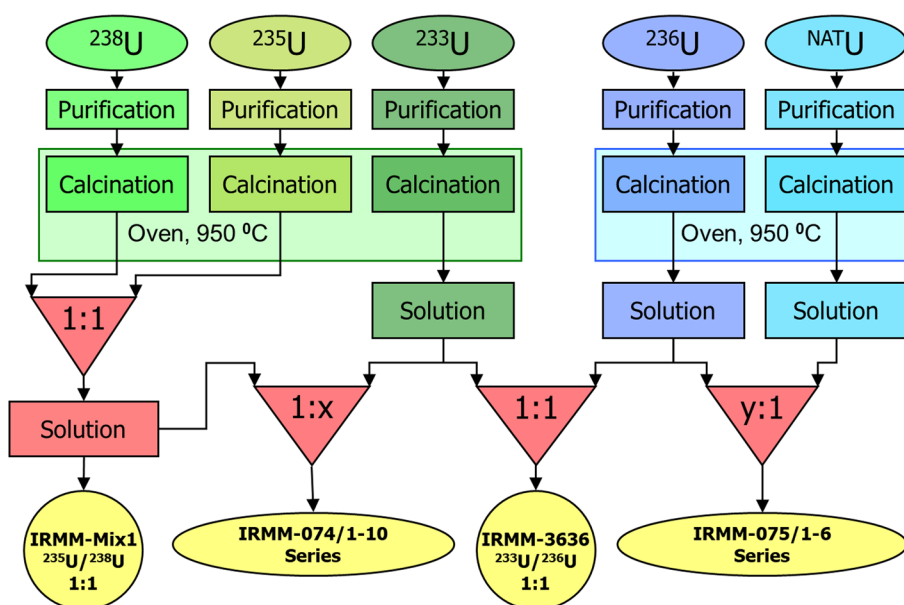 ²³⁸U ²³⁵U ²³³U ²³⁶U ᴺᴬᵀU
Purification Purification Purification Purification Purification
Calcination Calcination Calcination Calcination Calcination
Oven, 950 ⁰C Oven, 950 ⁰C
Solution Solution Solution
1:1
1:x 1:1 y:1
Solution
IRMM-Mix1
²³⁵U/²³⁸U
1:1
IRMM-074/1-10
Series
IRMM-3636
²³³U/²³⁶U
1:1
IRMM-075/1-6
Series